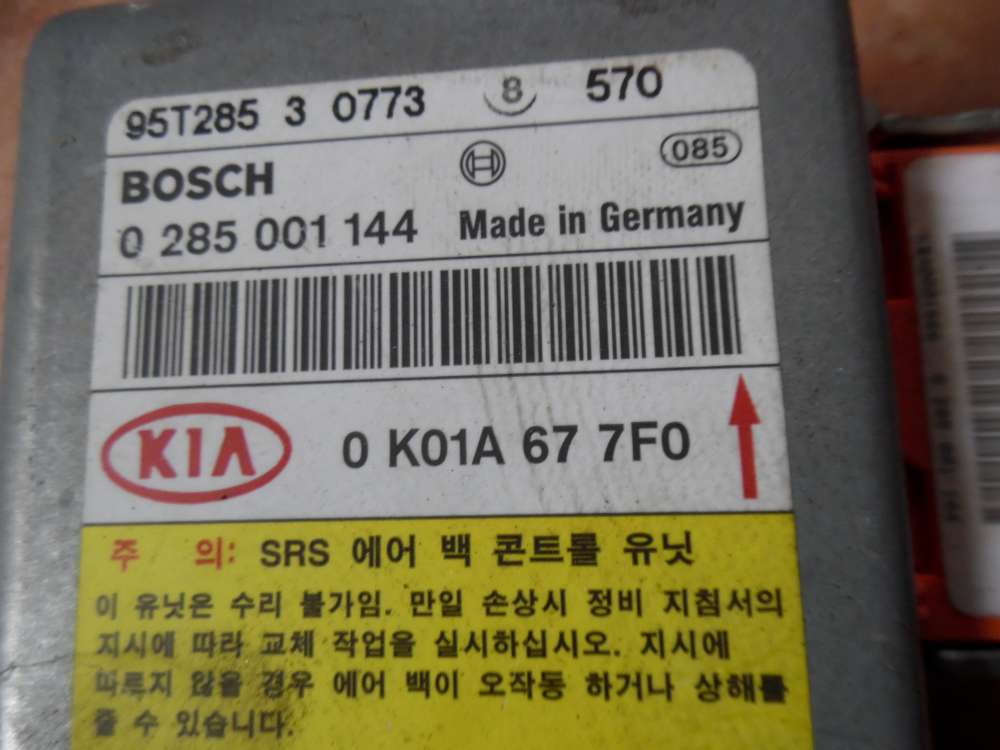 95T285 3 0773 8 570
BOSCH 085
0 285 001 144 Made in Germany
KIA 0 K01A 67 7F0
주 의: SRS 에어 백 콘트롤 유닛
이 유닛은 수리 불가임. 만일 손상시 정비 지침서의
지시에 따라 교체 작업을 실시하십시오. 지시에
따르지 않을 경우 에어 백이 오작동 하거나 상해를
줄 수 있습니다.